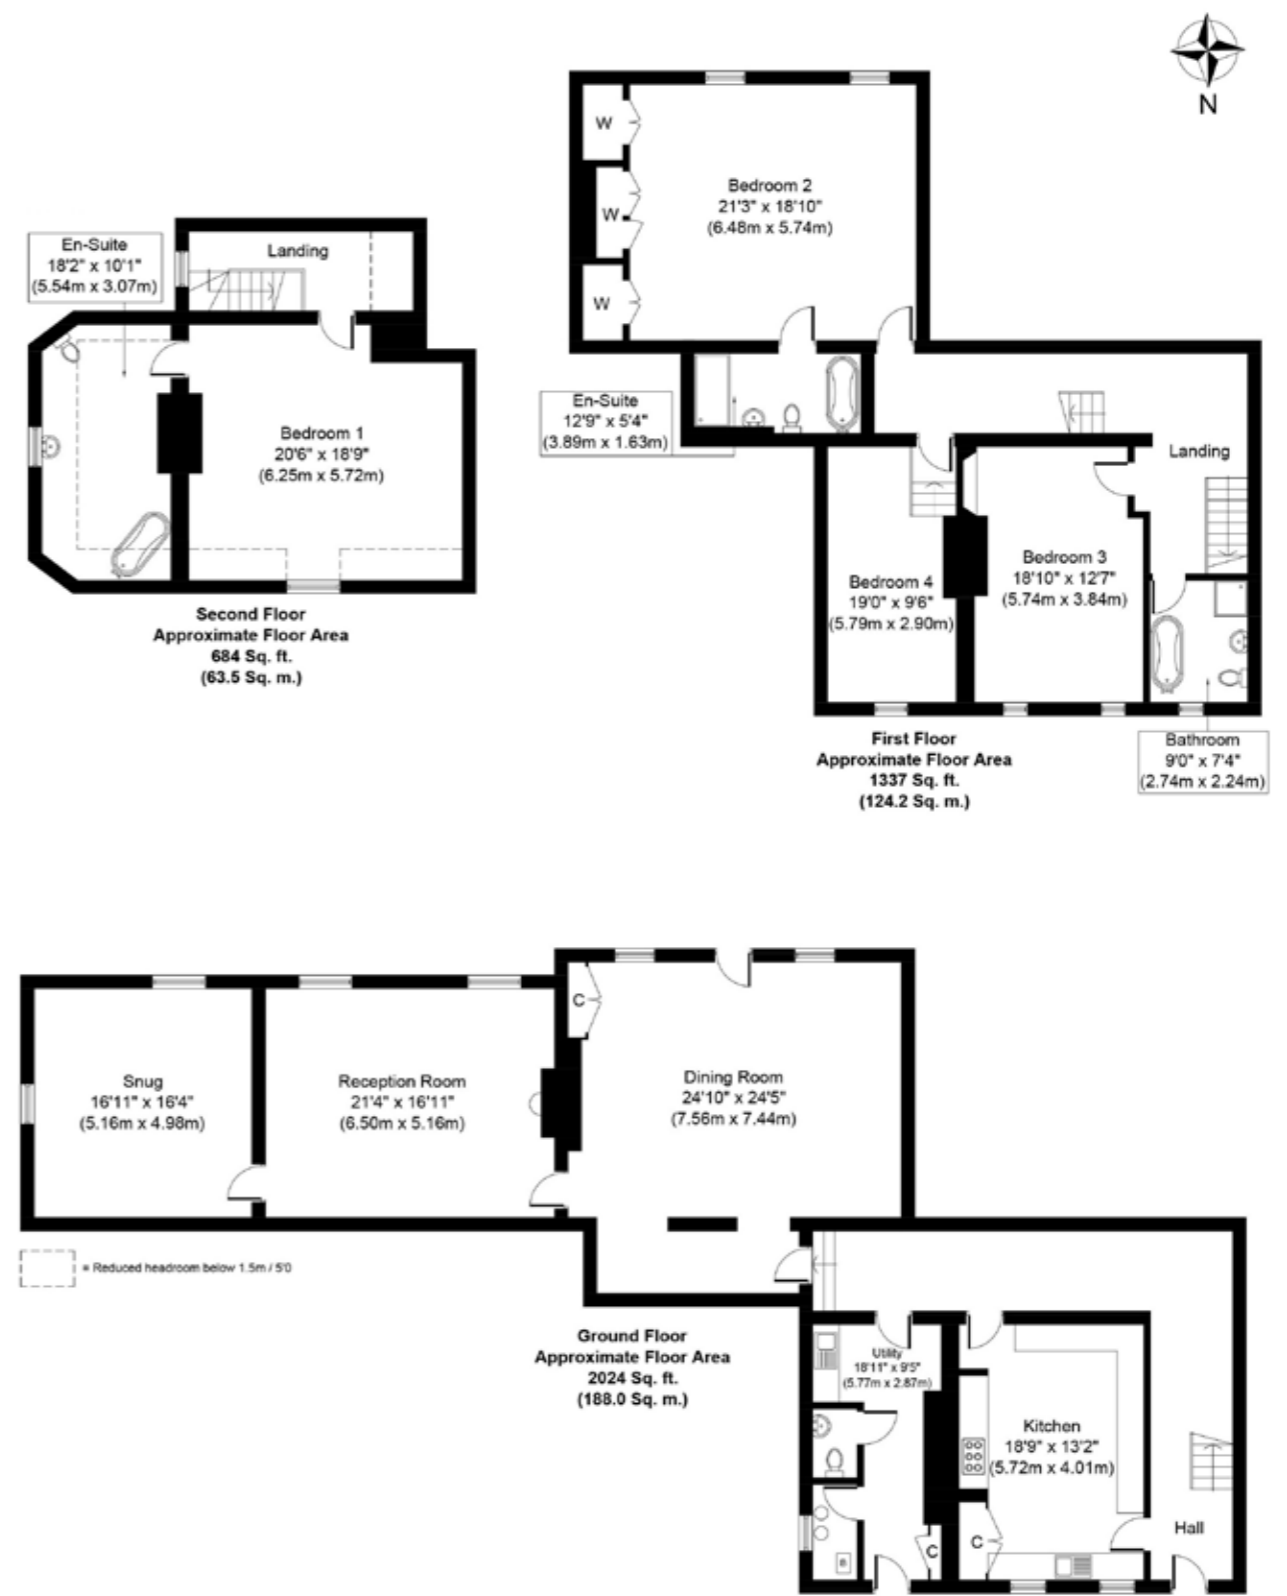 N
W
W
W
Bedroom 2
21'3" x 18'10"
(6.48m x 5.74m)
En-Suite
18'2" x 10'1"
(5.54m x 3.07m)
Landing
Bedroom 1
20'6" x 18'9"
(6.25m x 5.72m)
Second Floor
Approximate Floor Area
684 Sq. ft.
(63.5 Sq. m.)
En-Suite
12'9" x 5'4"
(3.89m x 1.63m)
Landing
Bedroom 3
18'10" x 12'7"
(5.74m x 3.84m)
Bedroom 4
19'0" x 9'6"
(5.79m x 2.90m)
Bathroom
9'0" x 7'4"
(2.74m x 2.24m)
First Floor
Approximate Floor Area
1337 Sq. ft.
(124.2 Sq. m.)
C
Snug
16'11" x 16'4"
(5.16m x 4.98m)
Reception Room
21'4" x 16'11"
(6.50m x 5.16m)
Dining Room
24'10" x 24'5"
(7.56m x 7.44m)
= Reduced headroom below 1.5m / 5'0
Ground Floor
Approximate Floor Area
2024 Sq. ft.
(188.0 Sq. m.)
Utility
18'11" x 9'5"
(5.77m x 2.87m)
Kitchen
18'9" x 13'2"
(5.72m x 4.01m)
Hall
C
C